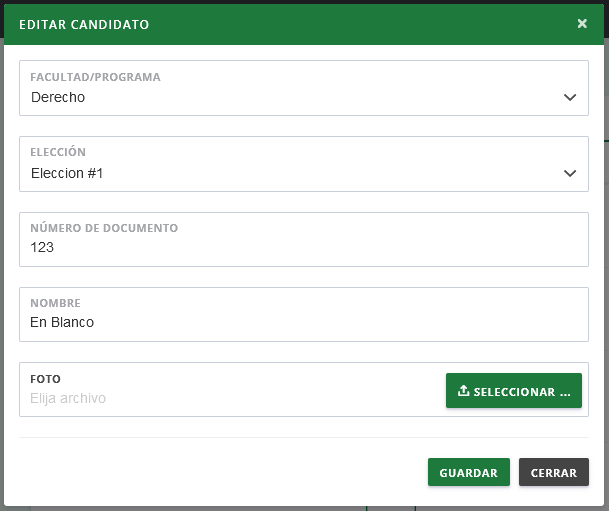 EDITAR CANDIDATO ×
FACULTAD/PROGRAMA
Derecho
ELECCIÓN
Eleccion #1
NÚMERO DE DOCUMENTO
123
NOMBRE
En Blanco
FOTO
Elija archivo
SELECCIONAR ...
GUARDAR CERRAR